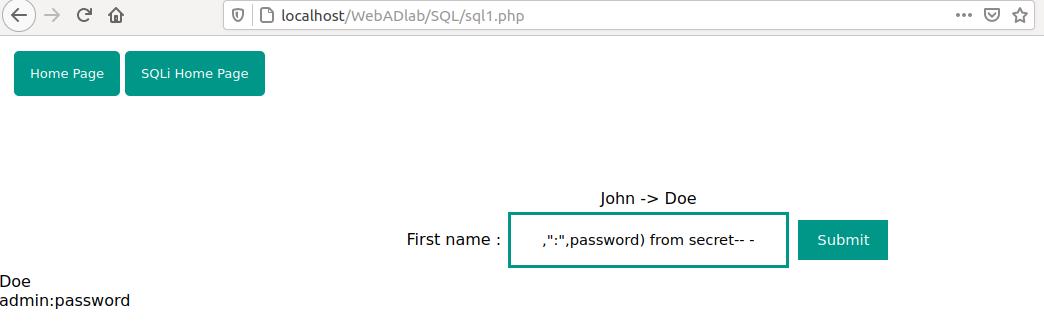 localhost/WebADlab/SQL/sql1.php
Home Page SQLi Home Page
John -> Doe
First name : ,":",password) from secret-- - Submit
Doe
admin:password